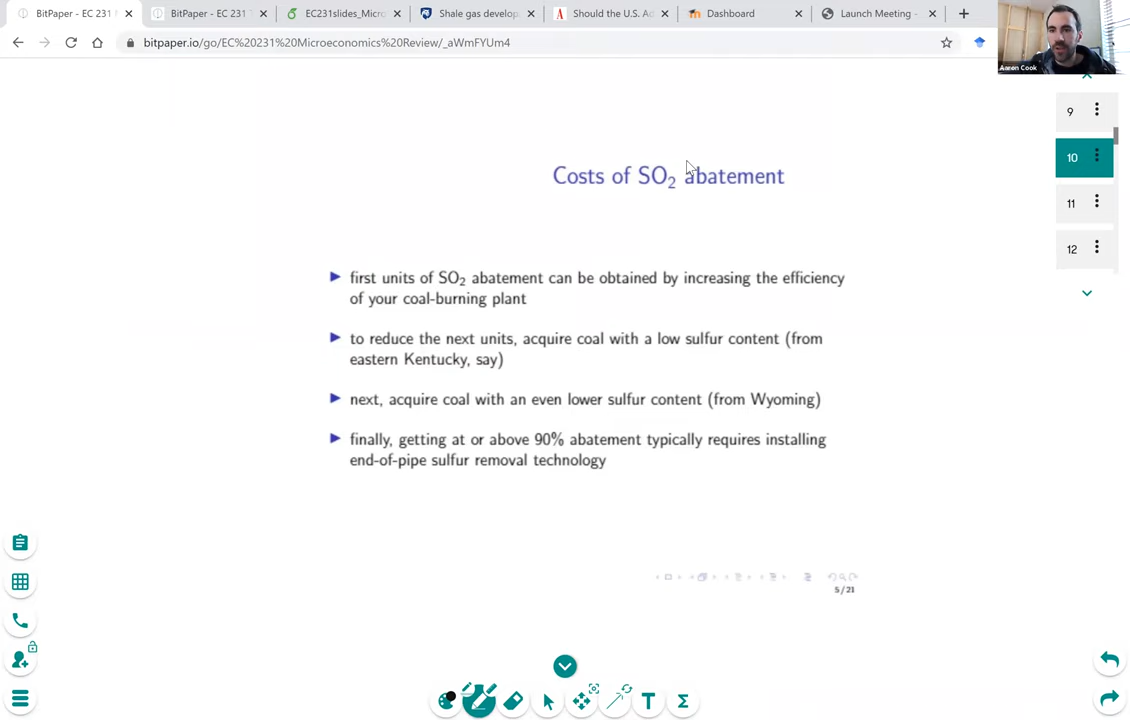 BitPaper - EC 231 M
BitPaper - EC 231 T
EC231slides_Micro
Shale gas develop
Should the U.S. Ad
Dashboard
Launch Meeting -
bitpaper.io/go/EC%20231%20Microeconomics%20Review/_aWmFYUm4
Aaron Cook
9
10
11
12
Costs of SO₂ abatement
first units of SO₂ abatement can be obtained by increasing the efficiency
of your coal-burning plant
to reduce the next units, acquire coal with a low sulfur content (from
eastern Kentucky, say)
next, acquire coal with an even lower sulfur content (from Wyoming)
finally, getting at or above 90% abatement typically requires installing
end-of-pipe sulfur removal technology
5/21
T
Σ